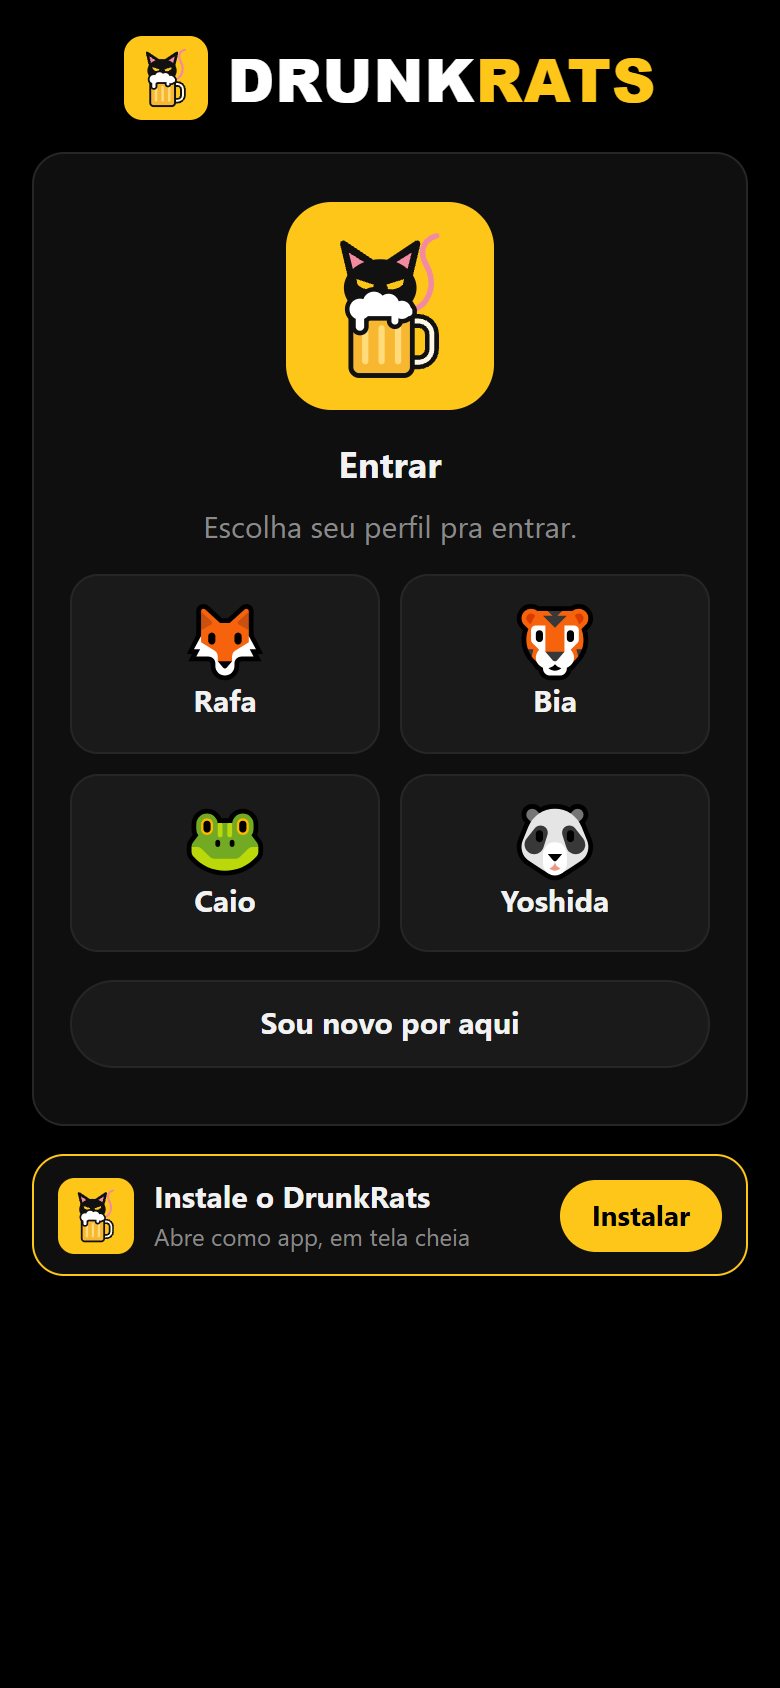 DRUNKRATS
Entrar
Escolha seu perfil pra entrar.
Rafa
Bia
Caio
Yoshida
Sou novo por aqui
Instale o DrunkRats
Abre como app, em tela cheia
Instalar